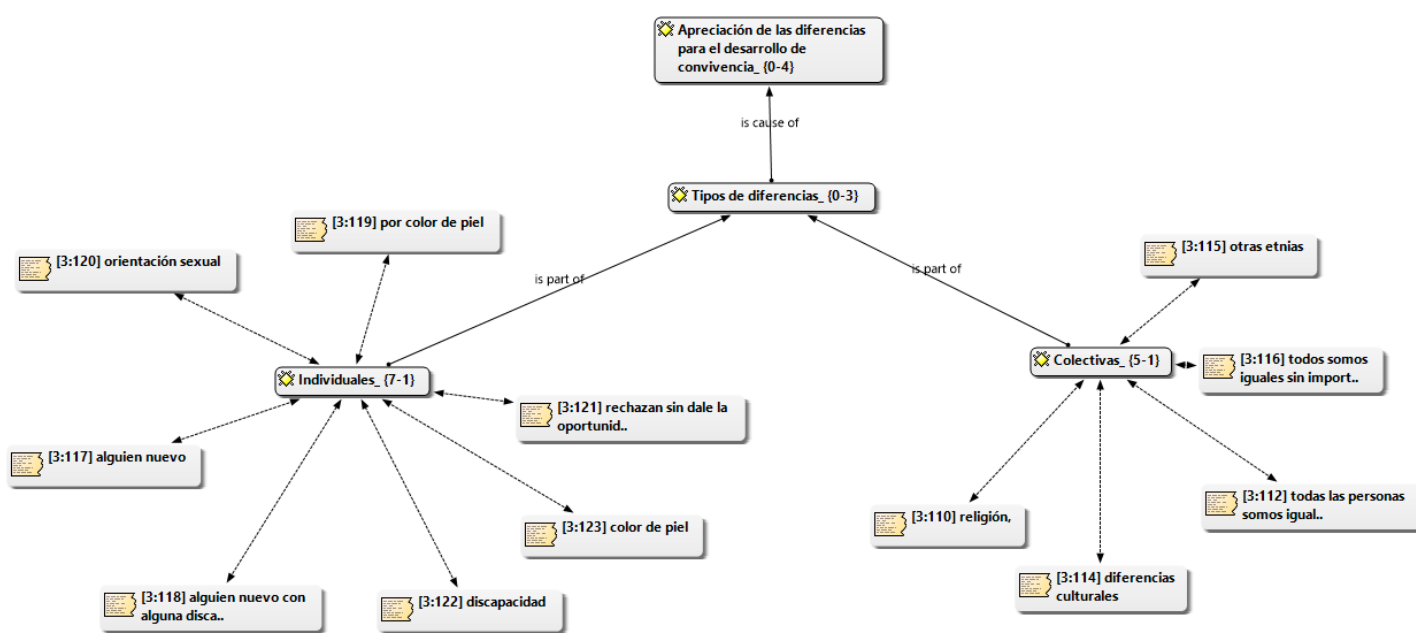 Apreciación de las diferencias
para el desarrollo de
convivencia_ {0-4}
is cause of
Tipos de diferencias_ {0-3}
[3:119] por color de piel
[3:120] orientación sexual
[3:115] otras etnias
is part of
is part of
Individuales_ {7-1}
Colectivas_ {5-1}
[3:116] todos somos
iguales sin import..
[3:121] rechazan sin dale la
oportunid..
[3:117] alguien nuevo
[3:123] color de piel
[3:110] religión,
[3:112] todas las personas
somos igual..
[3:118] alguien nuevo con
alguna disca..
[3:122] discapacidad
[3:114] diferencias
culturales